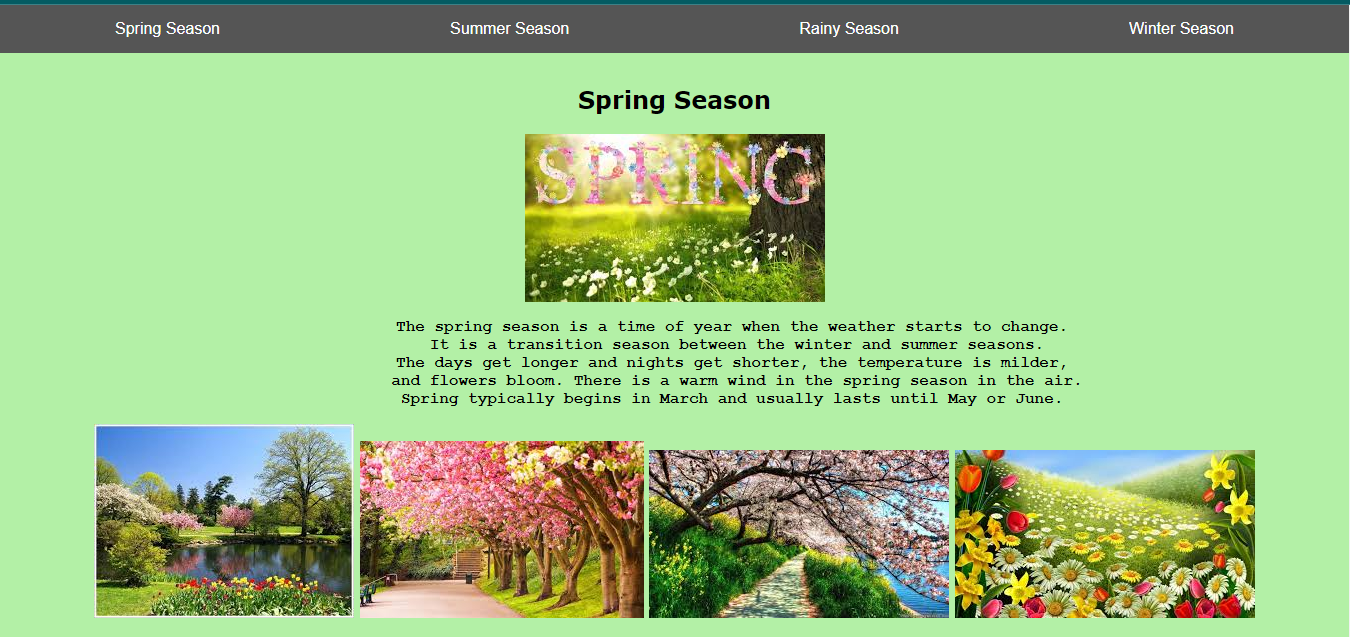 Spring Season Summer Season Rainy Season Winter Season
Spring Season
SPRING
The spring season is a time of year when the weather starts to change.
It is a transition season between the winter and summer seasons.
The days get longer and nights get shorter, the temperature is milder,
and flowers bloom. There is a warm wind in the spring season in the air.
Spring typically begins in March and usually lasts until May or June.